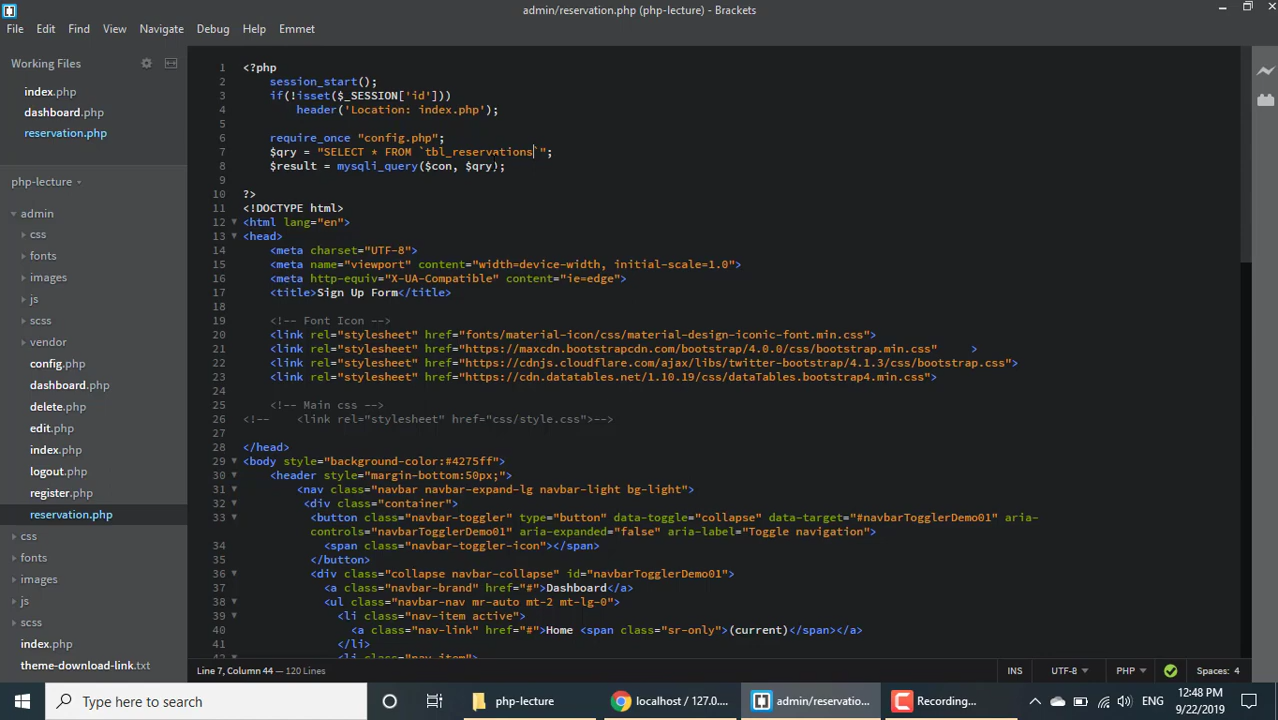 admin/reservation.php (php-lecture) - Brackets
File Edit Find View Navigate Debug Help Emmet
Working Files
index.php
dashboard.php
reservation.php
php-lecture
admin
css
fonts
images
js
scss
vendor
config.php
dashboard.php
delete.php
edit.php
index.php
logout.php
register.php
reservation.php
css
fonts
images
js
scss
index.php
theme-download-link.txt
1 <?php
2 session_start();
3 if(!isset($_SESSION['id']))
4 header('Location: index.php');
5
6 require_once "config.php";
7 $qry = "SELECT * FROM `tbl_reservations`";
8 $result = mysqli_query($con, $qry);
9
10 ?>
11 <!DOCTYPE html>
12 <html lang="en">
13 <head>
14 <meta charset="UTF-8">
15 <meta name="viewport" content="width=device-width, initial-scale=1.0">
16 <meta http-equiv="X-UA-Compatible" content="ie=edge">
17 <title>Sign Up Form</title>
18
19 <!-- Font Icon -->
20 <link rel="stylesheet" href="fonts/material-icon/css/material-design-iconic-font.min.css">
21 <link rel="stylesheet" href="https://maxcdn.bootstrapcdn.com/bootstrap/4.0.0/css/bootstrap.min.css" >
22 <link rel="stylesheet" href="https://cdnjs.cloudflare.com/ajax/libs/twitter-bootstrap/4.1.3/css/bootstrap.css">
23 <link rel="stylesheet" href="https://cdn.datatables.net/1.10.19/css/dataTables.bootstrap4.min.css">
24
25 <!-- Main css -->
26 <!-- <link rel="stylesheet" href="css/style.css">-->
27
28 </head>
29 <body style="background-color:#4275ff">
30 <header style="margin-bottom:50px;">
31 <nav class="navbar navbar-expand-lg navbar-light bg-light">
32 <div class="container">
33 <button class="navbar-toggler" type="button" data-toggle="collapse" data-target="#navbarTogglerDemo01" aria-
controls="navbarTogglerDemo01" aria-expanded="false" aria-label="Toggle navigation">
34 <span class="navbar-toggler-icon"></span>
35 </button>
36 <div class="collapse navbar-collapse" id="navbarTogglerDemo01">
37 <a class="navbar-brand" href="#">Dashboard</a>
38 <ul class="navbar-nav mr-auto mt-2 mt-lg-0">
39 <li class="nav-item active">
40 <a class="nav-link" href="#">Home <span class="sr-only">(current)</span></a>
41 </li>
42 <li class="nav-item">
Line 7, Column 44 — 120 Lines
INS UTF-8 PHP Spaces: 4
Type here to search
php-lecture
localhost / 127.0....
admin/reservatio...
Recording...
ENG
12:48 PM
9/22/2019